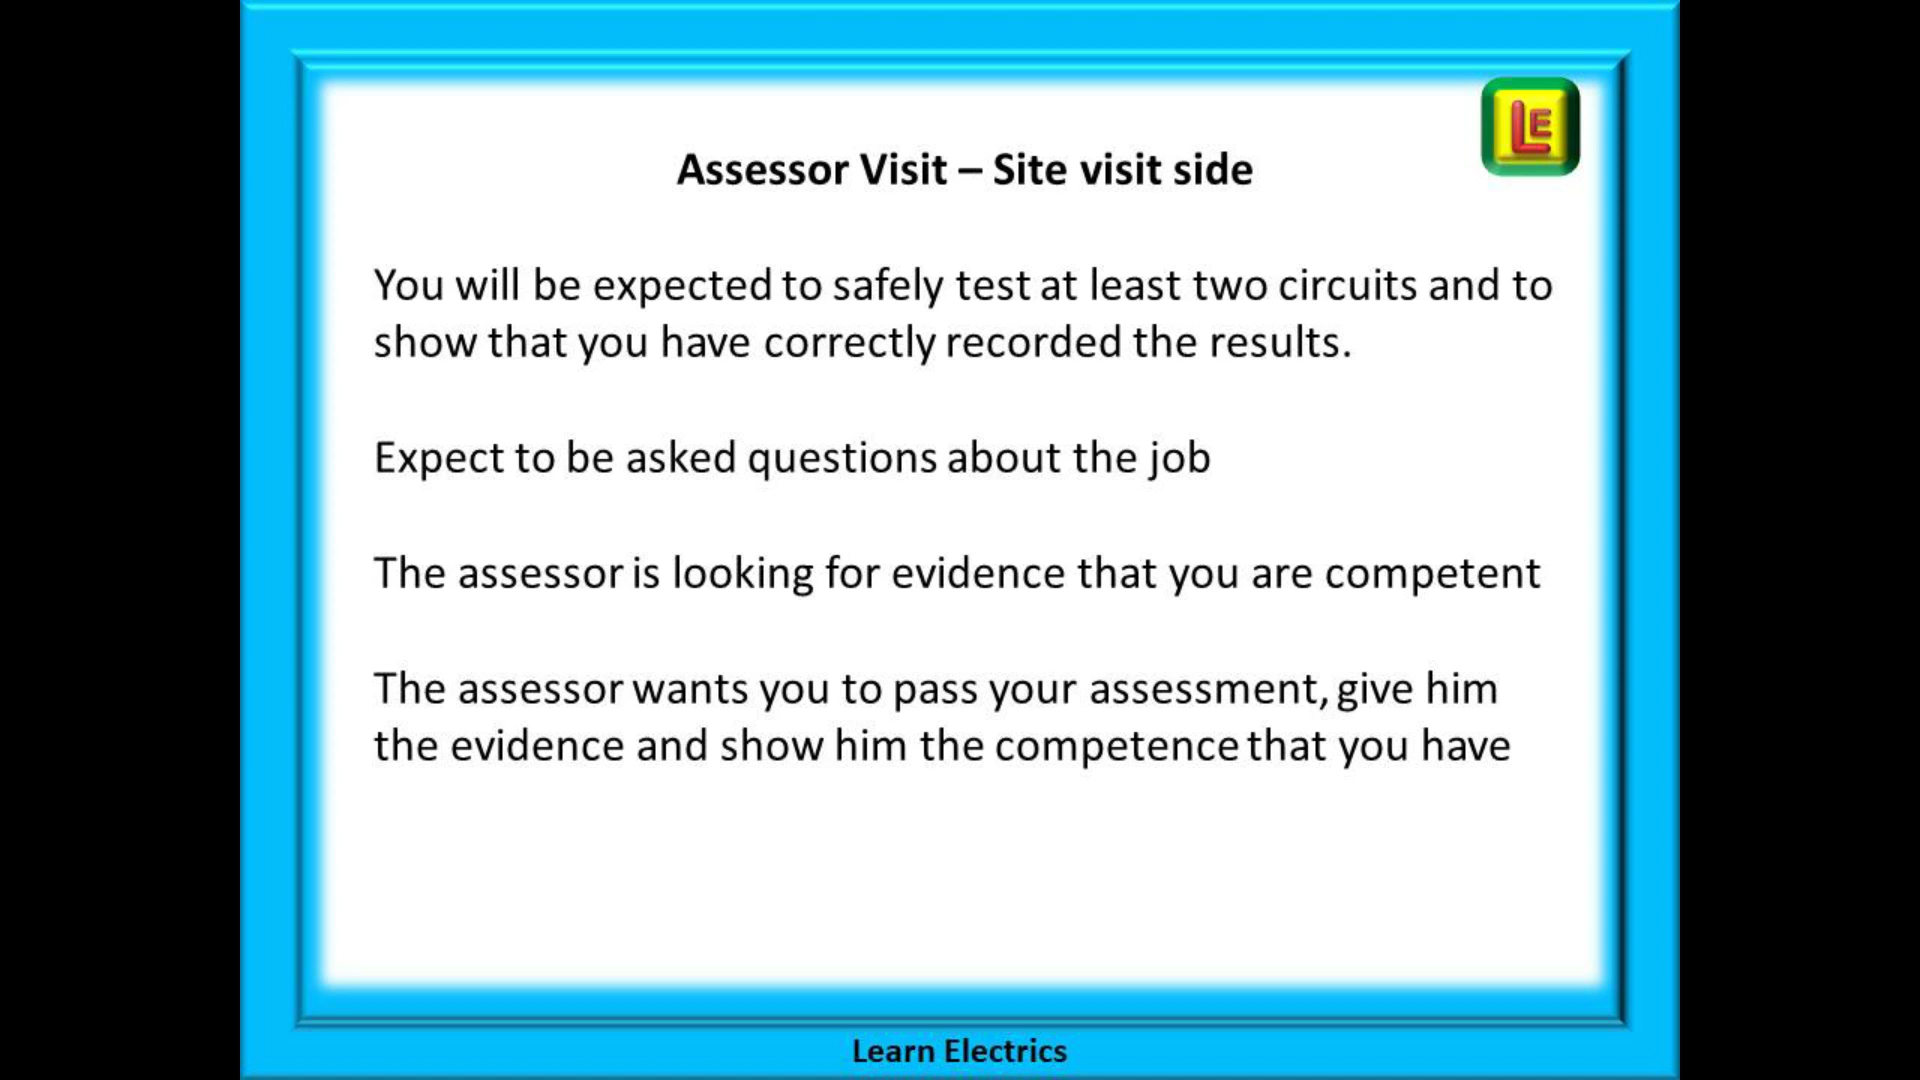 LE
Assessor Visit – Site visit side
You will be expected to safely test at least two circuits and to
show that you have correctly recorded the results.
Expect to be asked questions about the job
The assessor is looking for evidence that you are competent
The assessor wants you to pass your assessment, give him
the evidence and show him the competence that you have
Learn Electrics